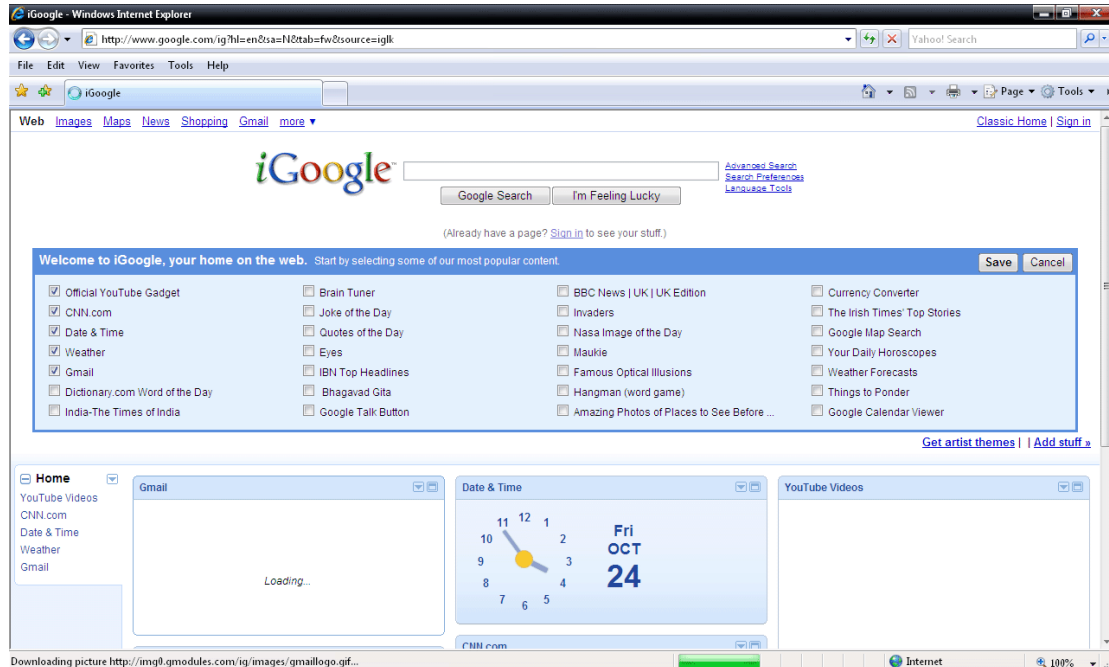 iGoogle - Windows Internet Explorer
http://www.google.com/ig?hl=en&sa=N&tab=fw&source=iglk
Yahoo! Search
File Edit View Favorites Tools Help
iGoogle
Page Tools
Web Images Maps News Shopping Gmail more ▼
Classic Home | Sign in
iGoogle™
Advanced Search
Search Preferences
Language Tools
Google Search I'm Feeling Lucky
(Already have a page? Sign in to see your stuff.)
Welcome to iGoogle, your home on the web. Start by selecting some of our most popular content. Save Cancel
Official YouTube Gadget Brain Tuner BBC News | UK | UK Edition Currency Converter
CNN.com Joke of the Day Invaders The Irish Times' Top Stories
Date & Time Quotes of the Day Nasa Image of the Day Google Map Search
Weather Eyes Maukie Your Daily Horoscopes
Gmail IBN Top Headlines Famous Optical Illusions Weather Forecasts
Dictionary.com Word of the Day Bhagavad Gita Hangman (word game) Things to Ponder
India-The Times of India Google Talk Button Amazing Photos of Places to See Before ... Google Calendar Viewer
Get artist themes | | Add stuff »
Home
YouTube Videos
CNN.com
Date & Time
Weather
Gmail
Gmail
Loading...
Date & Time
12
11 1
10 2
9 3
8 4
7 5
6
Fri
OCT
24
CNN.com
YouTube Videos
Downloading picture http://img0.gmodules.com/ig/images/gmaillogo.gif...
Internet
100%